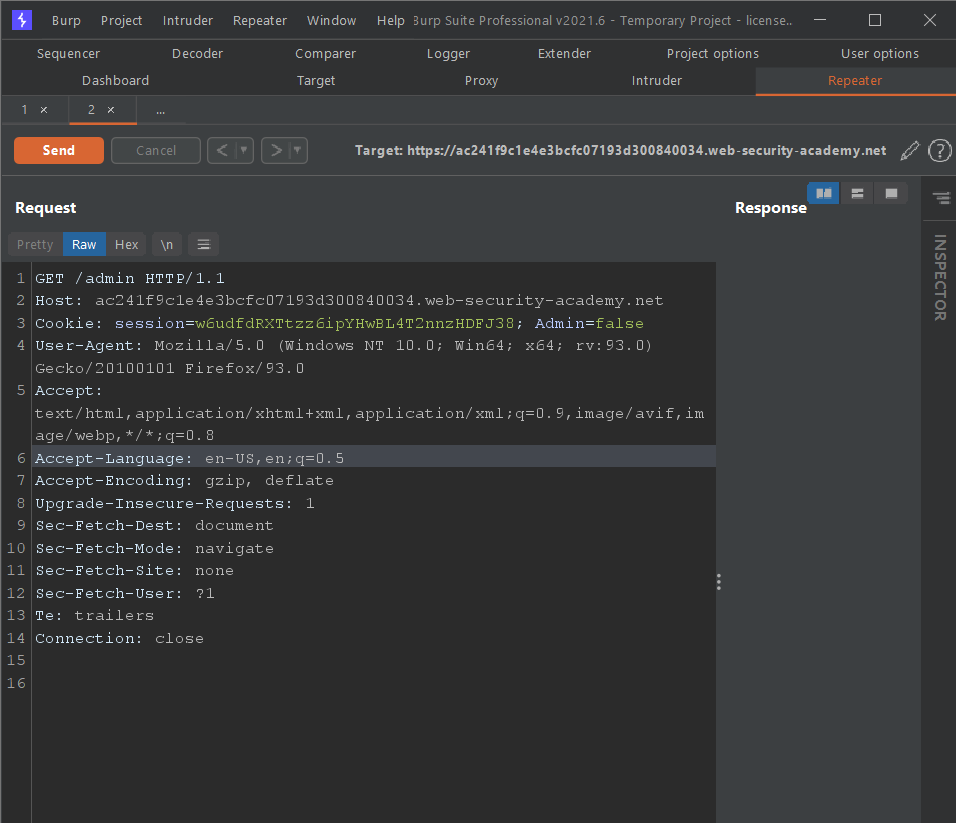 Burp Project Intruder Repeater Window Help Burp Suite Professional v2021.6 - Temporary Project - license..
Sequencer Decoder Comparer Logger Extender Project options User options
Dashboard Target Proxy Intruder Repeater
1 × 2 × ...
Send Cancel < > Target: https://ac241f9c1e4e3bcfc07193d300840034.web-security-academy.net ?
Request Response
Pretty Raw Hex \n
INSPECTOR
1 GET /admin HTTP/1.1
2 Host: ac241f9c1e4e3bcfc07193d300840034.web-security-academy.net
3 Cookie: session=w6udfdRXTtzz6ipYHwBL4T2nnzHDFJ38; Admin=false
4 User-Agent: Mozilla/5.0 (Windows NT 10.0; Win64; x64; rv:93.0)
Gecko/20100101 Firefox/93.0
5 Accept:
text/html,application/xhtml+xml,application/xml;q=0.9,image/avif,im
age/webp,*/*;q=0.8
6 Accept-Language: en-US,en;q=0.5
7 Accept-Encoding: gzip, deflate
8 Upgrade-Insecure-Requests: 1
9 Sec-Fetch-Dest: document
10 Sec-Fetch-Mode: navigate
11 Sec-Fetch-Site: none
12 Sec-Fetch-User: ?1
13 Te: trailers
14 Connection: close
15
16